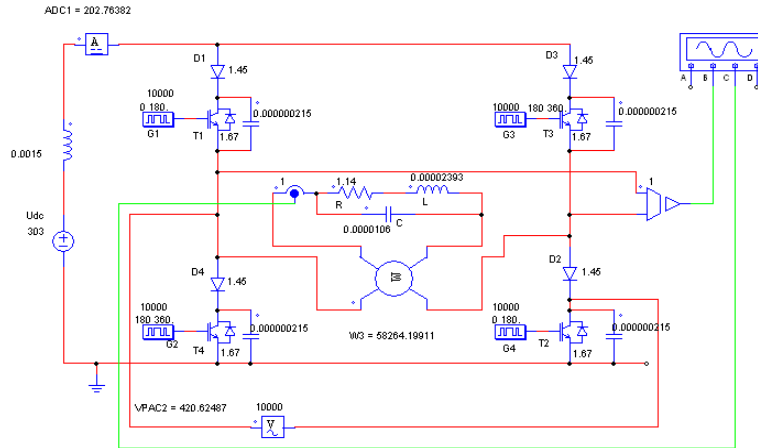 ADC1 = 202.76382
A
D1
1.45
D3
1.45
A B C D
10000
0 180.
G1
T1
0.000000215
1.67
10000
180 360.
G3
T3
0.000000215
1.67
0.0015
1
1.14
R
0.00002393
L
1
0.0000106
C
Udc
303
D4
1.45
W
D2
1.45
10000
180 360.
G2
T4
0.000000215
1.67
W3 = 58264.19911
10000
0 180.
G4
T2
0.000000215
1.67
VPAC2 = 420.62487
10000
V